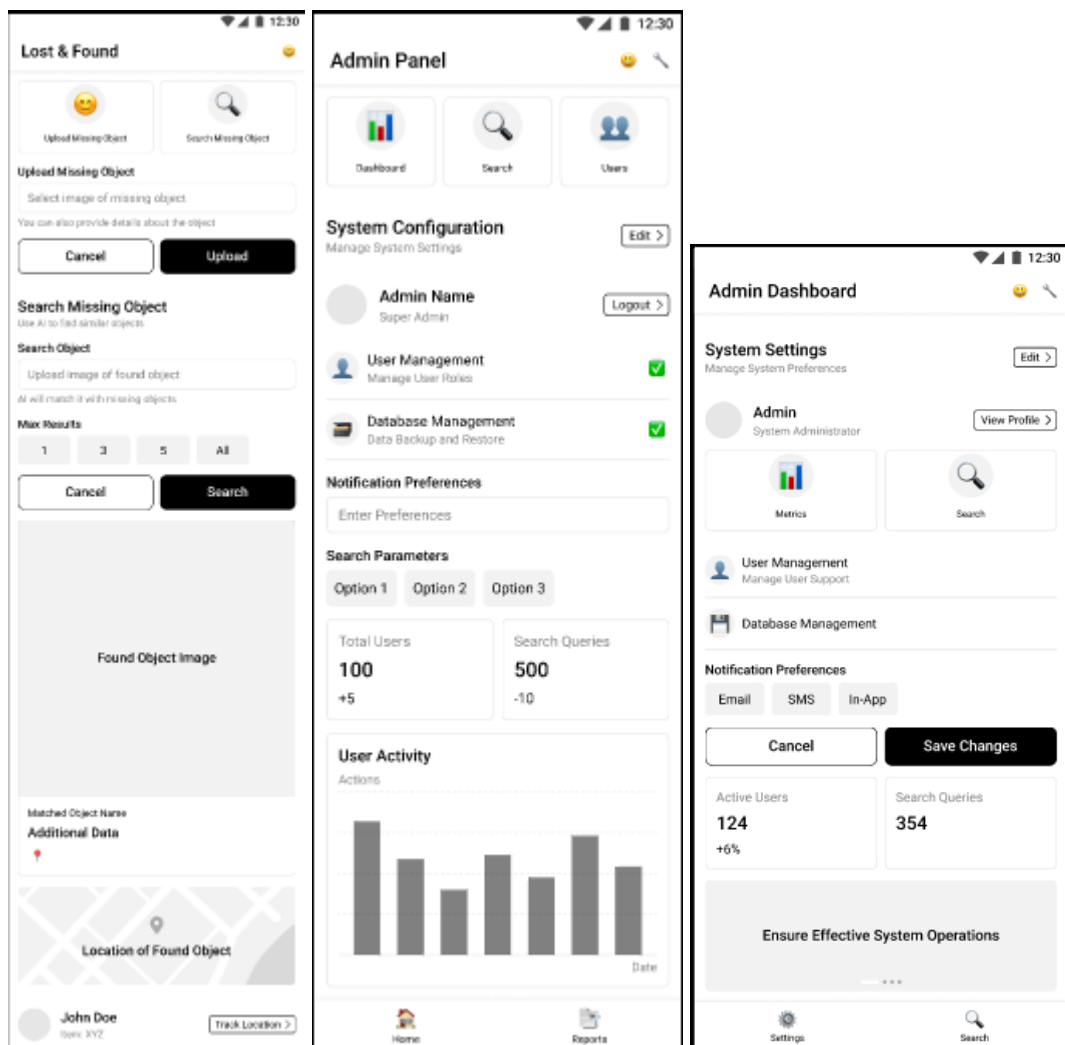 12:30
Lost & Found
Upload Missing Object
Search Missing Object
Upload Missing Object
Select image of missing object
You can also provide details about the object
Cancel
Upload
Search Missing Object
Use AI to find similar objects
Search Object
Upload image of found object
AI will match it with missing objects
Max Results
1
3
5
All
Cancel
Search
Found Object Image
Matched Object Name
Additional Data
Location of Found Object
John Doe
Item: XYZ
Track Location >
12:30
Admin Panel
Dashboard
Search
Users
System Configuration
Manage System Settings
Edit >
Admin Name
Super Admin
Logout >
User Management
Manage User Roles
Database Management
Data Backup and Restore
Notification Preferences
Enter Preferences
Search Parameters
Option 1
Option 2
Option 3
Total Users
100
+5
Search Queries
500
-10
User Activity
Actions
Date
Home
Reports
12:30
Admin Dashboard
System Settings
Manage System Preferences
Edit >
Admin
System Administrator
View Profile >
Metrics
Search
User Management
Manage User Support
Database Management
Notification Preferences
Email
SMS
In-App
Cancel
Save Changes
Active Users
124
+6%
Search Queries
354
Ensure Effective System Operations
Settings
Search